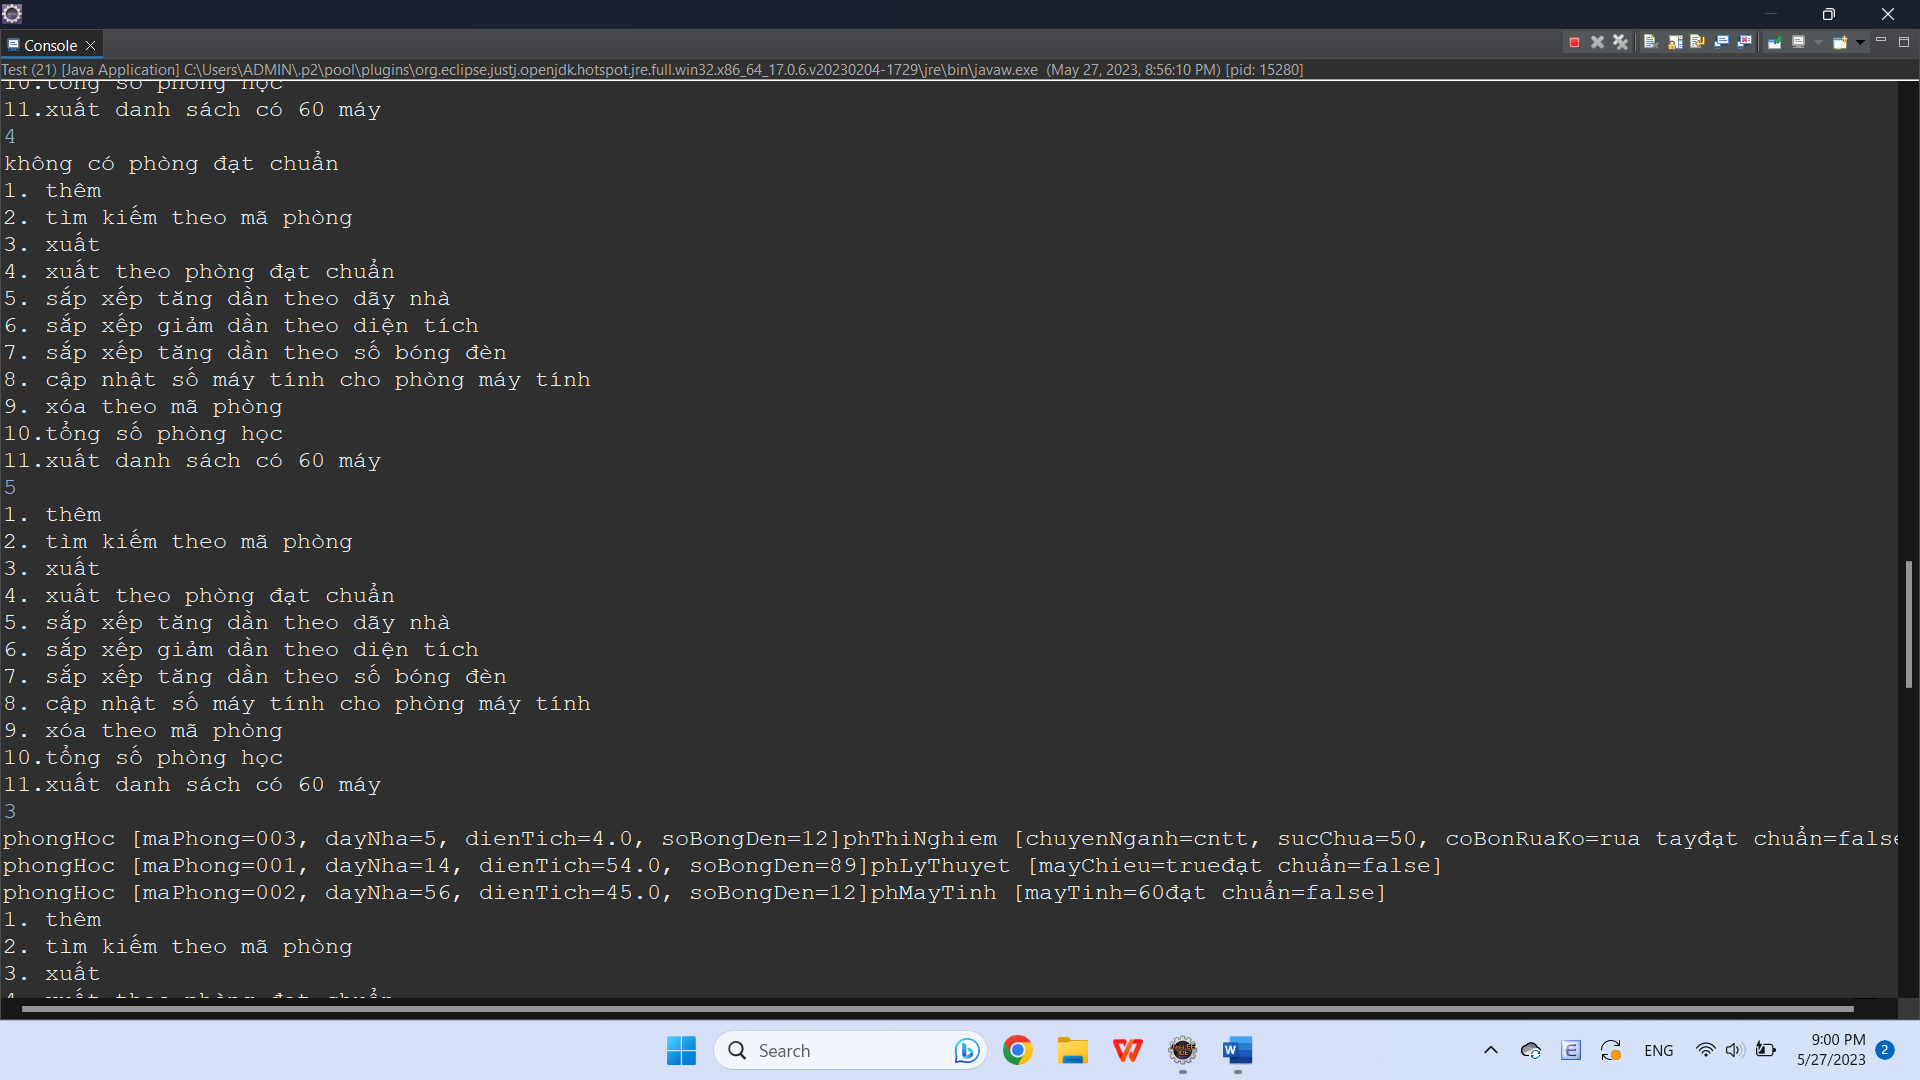 Console
Test (21) [Java Application] C:\Users\ADMIN\.p2\pool\plugins\org.eclipse.justj.openjdk.hotspot.jre.full.win32.x86_64_17.0.6.v20230204-1729\jre\bin\javaw.exe (May 27, 2023, 8:56:10 PM) [pid: 15280]
10.tổng số phòng học
11.xuất danh sách có 60 máy
4
không có phòng đạt chuẩn
1. thêm
2. tìm kiếm theo mã phòng
3. xuất
4. xuất theo phòng đạt chuẩn
5. sắp xếp tăng dần theo dãy nhà
6. sắp xếp giảm dần theo diện tích
7. sắp xếp tăng dần theo số bóng đèn
8. cập nhật số máy tính cho phòng máy tính
9. xóa theo mã phòng
10.tổng số phòng học
11.xuất danh sách có 60 máy
5
1. thêm
2. tìm kiếm theo mã phòng
3. xuất
4. xuất theo phòng đạt chuẩn
5. sắp xếp tăng dần theo dãy nhà
6. sắp xếp giảm dần theo diện tích
7. sắp xếp tăng dần theo số bóng đèn
8. cập nhật số máy tính cho phòng máy tính
9. xóa theo mã phòng
10.tổng số phòng học
11.xuất danh sách có 60 máy
3
phongHoc [maPhong=003, dayNha=5, dienTich=4.0, soBongDen=12]phThiNghiem [chuyenNganh=cntt, sucChua=50, coBonRuaKo=rua tayđạt chuẩn=false
phongHoc [maPhong=001, dayNha=14, dienTich=54.0, soBongDen=89]phLyThuyet [mayChieu=trueđạt chuẩn=false]
phongHoc [maPhong=002, dayNha=56, dienTich=45.0, soBongDen=12]phMayTinh [mayTinh=60đạt chuẩn=false]
1. thêm
2. tìm kiếm theo mã phòng
3. xuất
4. xuất theo phòng đạt chuẩn
Search
ENG
9:00 PM
5/27/2023
2